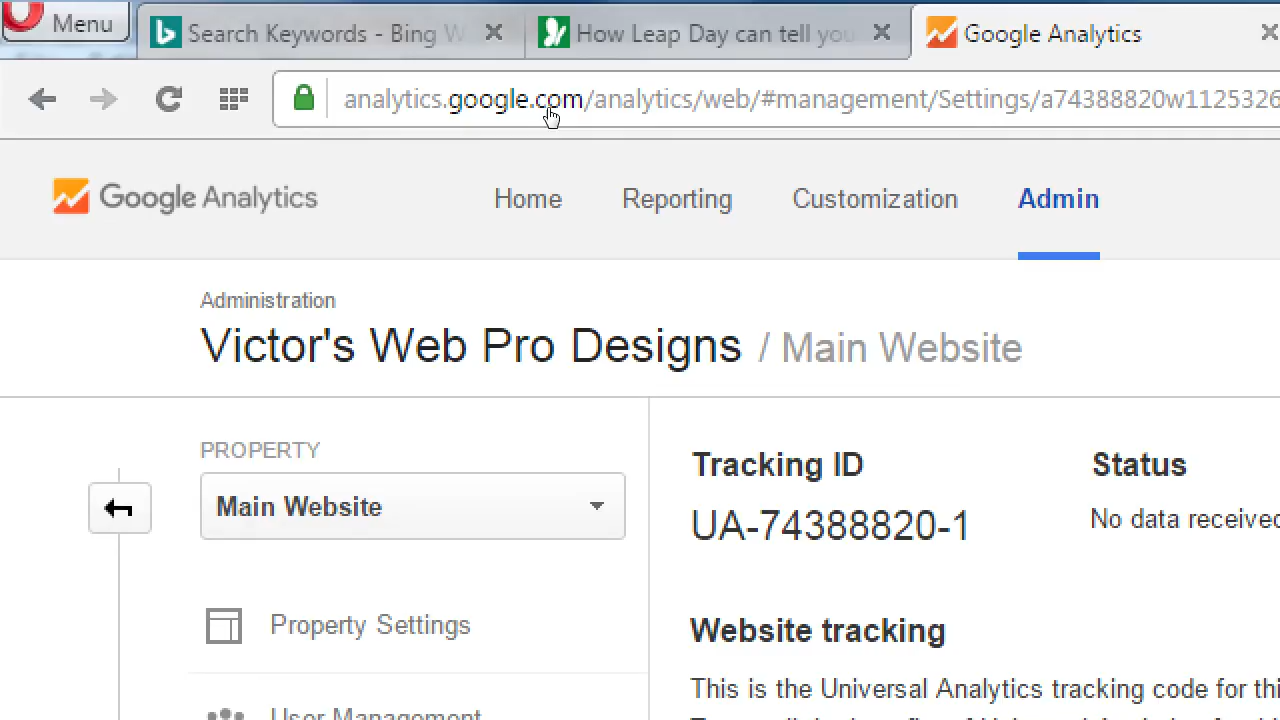 Menu
Search Keywords - Bing W
How Leap Day can tell you
Google Analytics
analytics.google.com/analytics/web/#management/Settings/a74388820w1125326
Google Analytics
Home
Reporting
Customization
Admin
Administration
Victor's Web Pro Designs / Main Website
PROPERTY
Main Website
Property Settings
User Management
Tracking ID
UA-74388820-1
Status
No data received
Website tracking
This is the Universal Analytics tracking code for thi